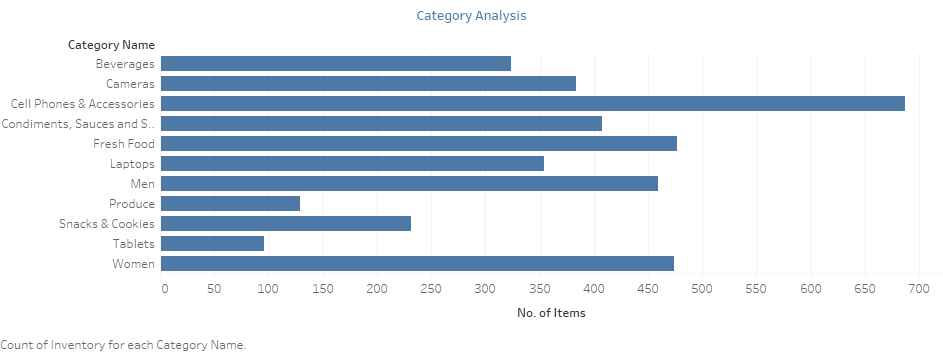 Category Analysis
Category Name
Beverages
Cameras
Cell Phones & Accessories
Condiments, Sauces and S..
Fresh Food
Laptops
Men
Produce
Snacks & Cookies
Tablets
Women
0 50 100 150 200 250 300 350 400 450 500 550 600 650 700
No. of Items
Count of Inventory for each Category Name.